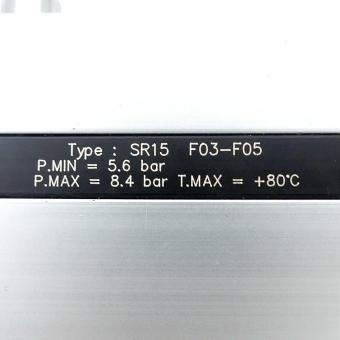 Type : SR15 F03-F05
P.MIN = 5.6 bar
P.MAX = 8.4 bar T.MAX = +80°C